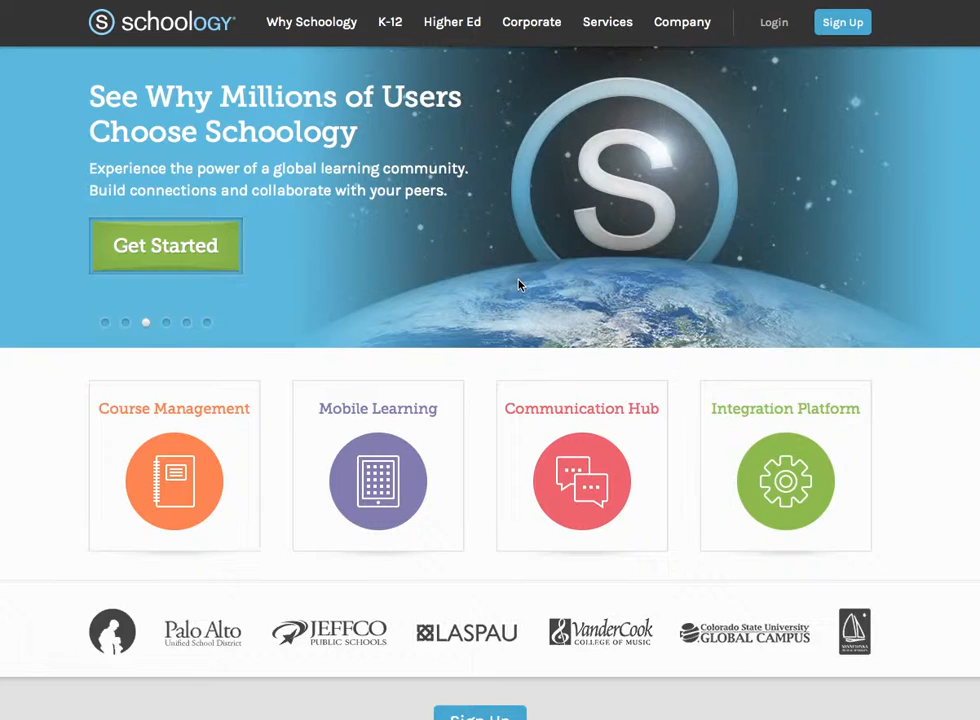 S schoology
Why Schoology K-12 Higher Ed Corporate Services Company Login Sign Up
See Why Millions of Users
Choose Schoology
Experience the power of a global learning community.
Build connections and collaborate with your peers.
Get Started
S
Course Management Mobile Learning Communication Hub Integration Platform
Palo Alto
Unified School District
JEFFCO
PUBLIC SCHOOLS
LASPAU
VANDERCOOK
COLLEGE OF MUSIC
Colorado State University
GLOBAL CAMPUS
Sign Up